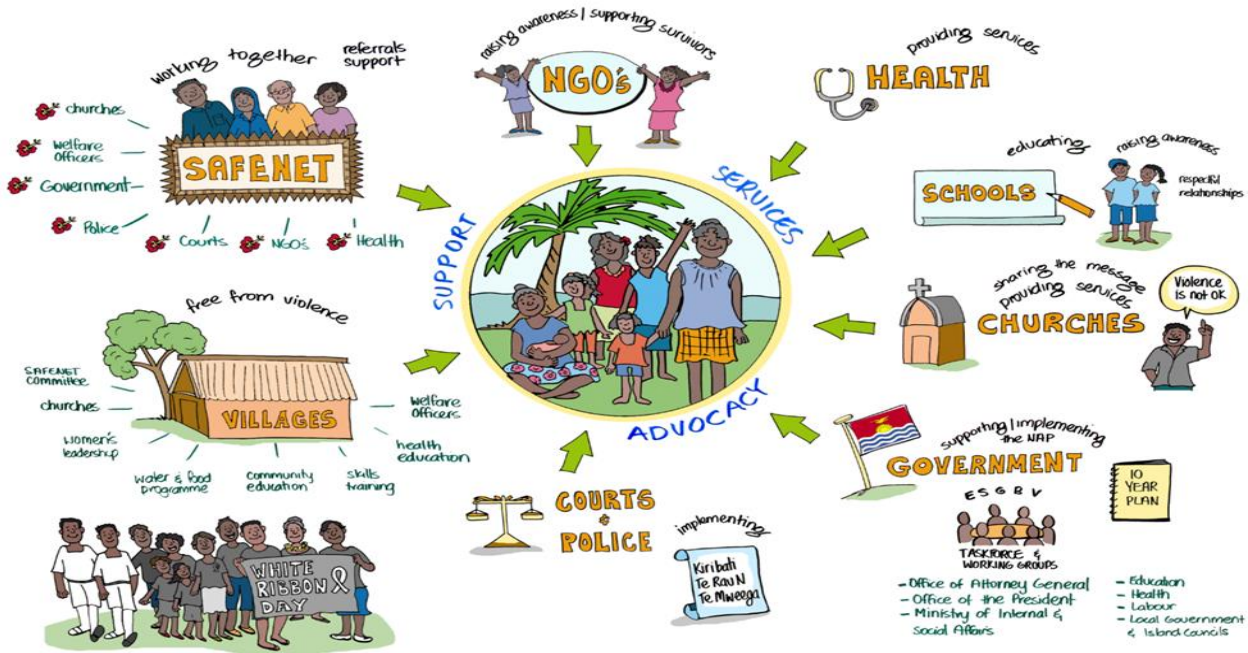 working together
referrals
support
SAFENET
churches
Welfare
Officers
Government
Police
Courts
NGO's
Health
raising awareness / supporting survivors
NGO's
providing services
HEALTH
educating
raising awareness
respectful
relationships
SCHOOLS
sharing the message
providing services
CHURCHES
Violence
is not ok
supporting / implementing
the NAP
GOVERNMENT
10
YEAR
PLAN
ESGBV
TASKFORCE &
WORKING GROUPS
- Office of Attorney General
- Office of the President
- Ministry of Internal &
Social Affairs
- Education
- Health
- Labour
- Local Government
& Island Councils
SUPPORT
SERVICES
ADVOCACY
COURTS
&
POLICE
implementing
Kiribati
Te Rau N
Te Mweega
free from violence
VILLAGES
SAFENET
Committee
churches
women's
leadership
water & food
programme
community
education
skills
training
health
education
Welfare
Officers
WHITE
RIBBON
DAY